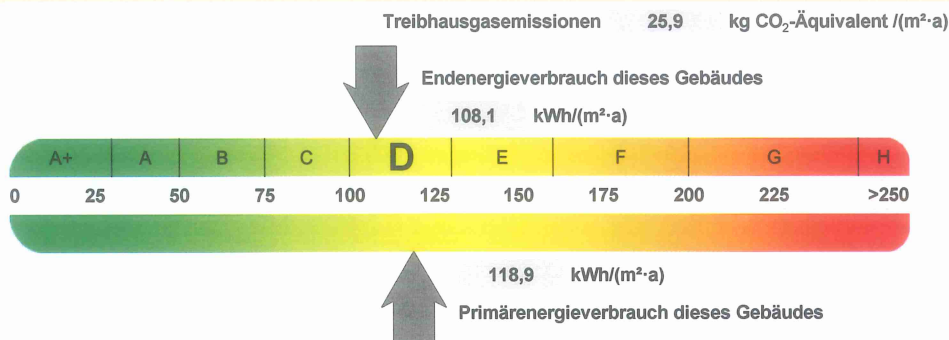 Treibhausgasemissionen 25,9 kg CO₂-Äquivalent /(m²·a)
Endenergieverbrauch dieses Gebäudes
108,1 kWh/(m²·a)
A+ A B C D E F G H
0 25 50 75 100 125 150 175 200 225 >250
118,9 kWh/(m²·a)
Primärenergieverbrauch dieses Gebäudes